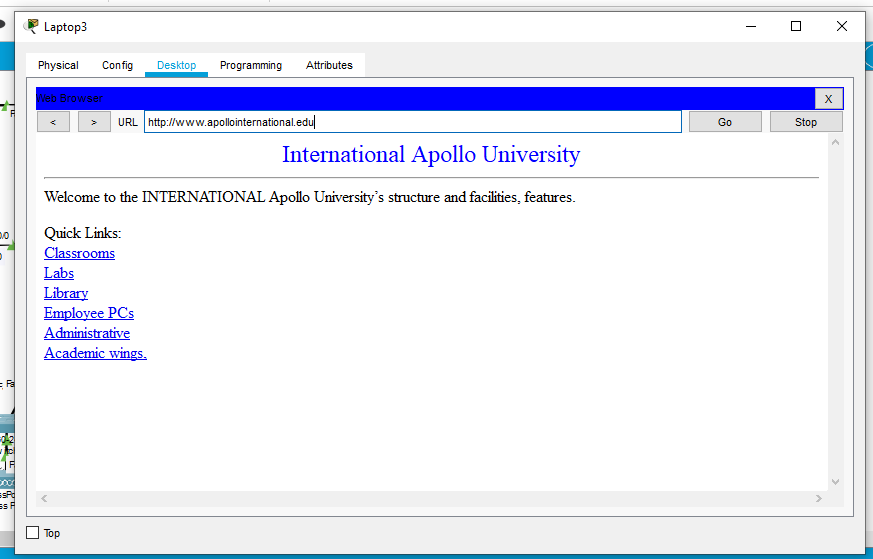 Laptop3
Physical Config Desktop Programming Attributes
Web Browser X
< > URL http://www.apollointernational.edu Go Stop
International Apollo University
Welcome to the INTERNATIONAL Apollo University's structure and facilities, features.
Quick Links:
Classrooms
Labs
Library
Employee PCs
Administrative
Academic wings.
Top